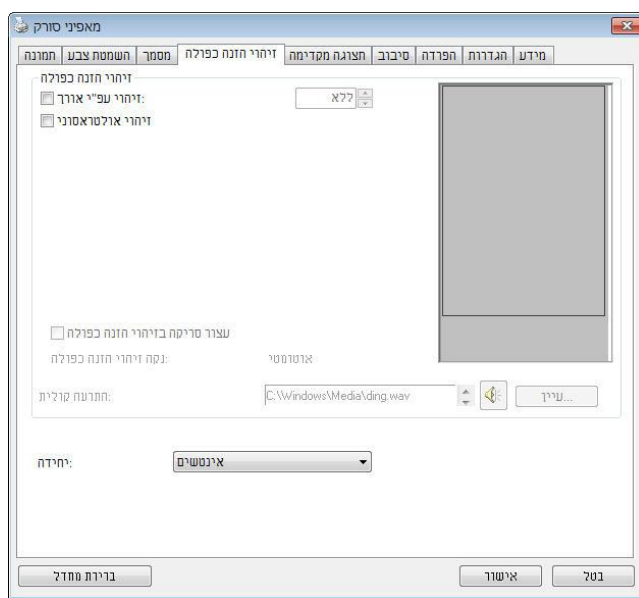 מאפיני סורק
תמונה
השמטת צבע
מסמך
זיהוי הזנה כפולה
תצוגה מקדימה
סיבוב
הפרדה
הגדרות
מידע
זיהוי הזנה כפולה
זיהוי עפ"י אורך:
ללא
זיהוי אולטראסוני
עצור סריקה בזיהוי הזנה כפולה
נקה זיהוי הזנה כפולה:
אוטומטי
התרעה קולית:
C:\Windows\Media\ding.wav
עיין...
יחידה:
אינטשים
ברירת מחדל
אישור
בטל